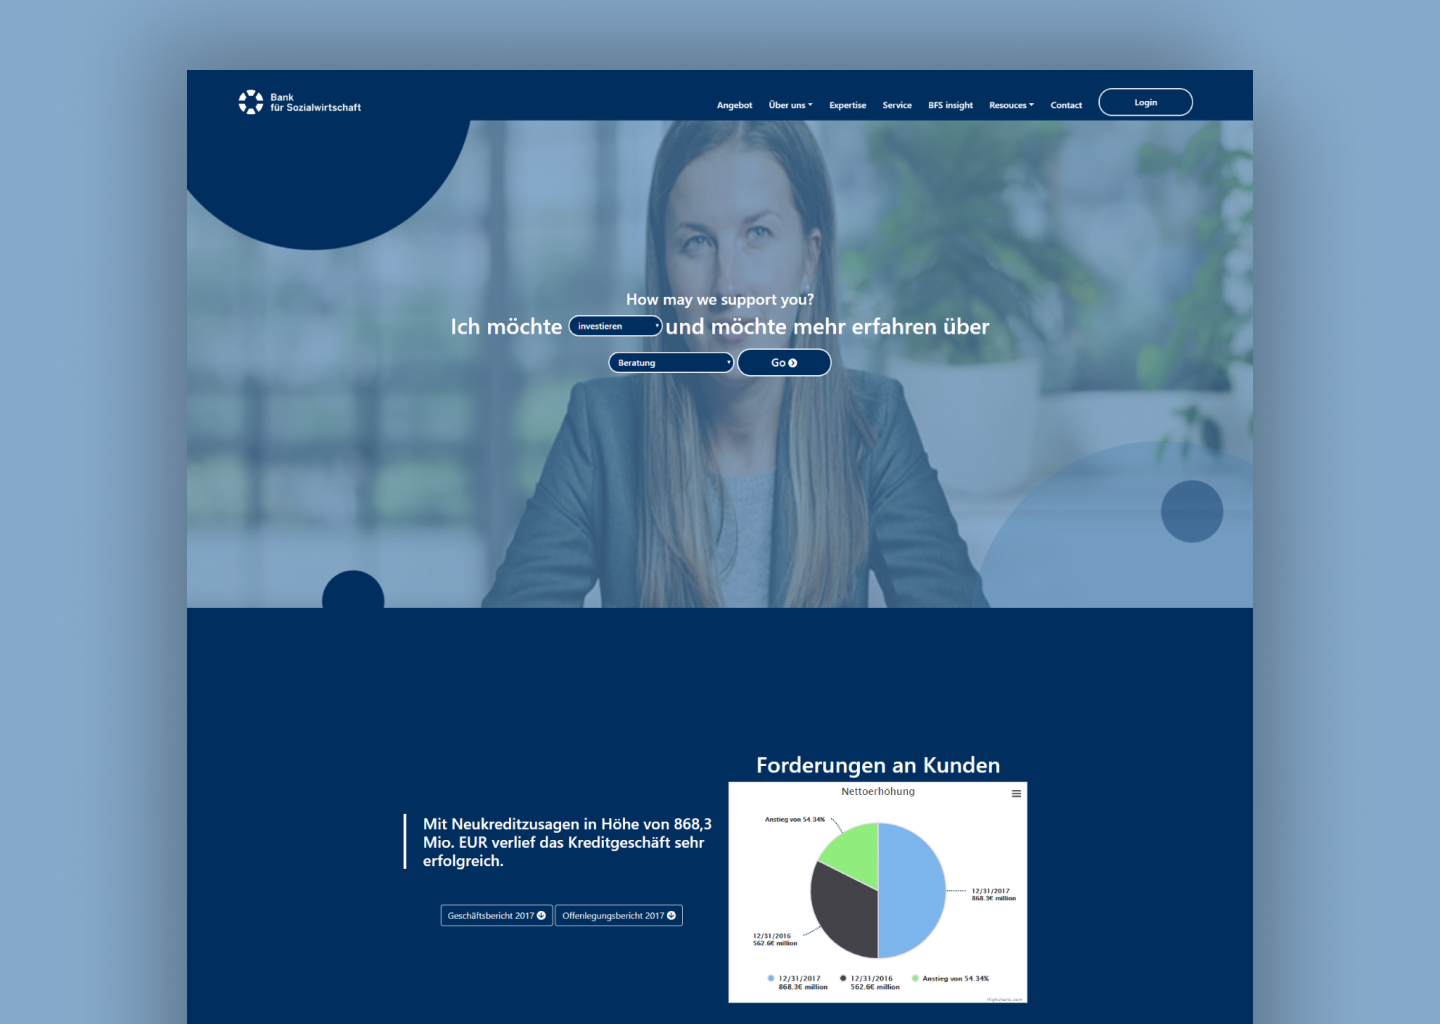 Bank
für Sozialwirtschaft
Angebot Über uns Expertise Service BFS insight Resouces Contact Login
How may we support you?
Ich möchte investieren und möchte mehr erfahren über
Beratung Go
Forderungen an Kunden
Nettoerhöhung
Mit Neukreditzusagen in Höhe von 868,3
Mio. EUR verlief das Kreditgeschäft sehr
erfolgreich.
Geschäftsbericht 2017 Offenlegungsbericht 2017
Anstieg von 54.34%
12/31/2017
868.3€ million
12/31/2016
562.6€ million
12/31/2017
868.3€ million
12/31/2016
562.6€ million
Anstieg von 54.34%
Highcharts.com